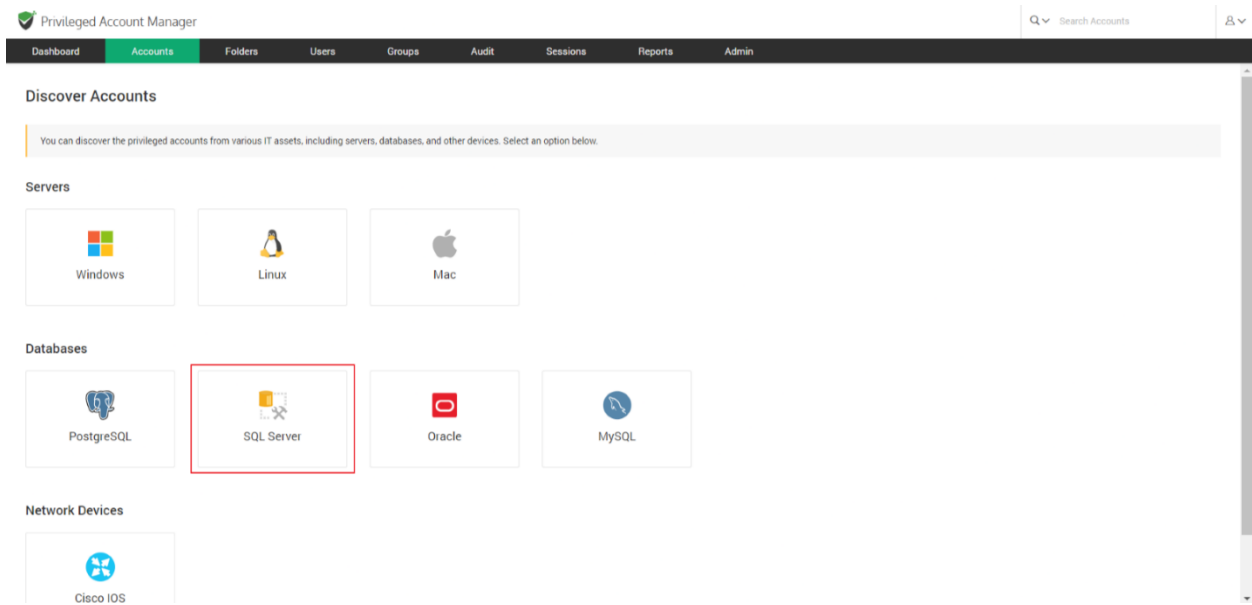 Privileged Account Manager
Search Accounts
Dashboard Accounts Folders Users Groups Audit Sessions Reports Admin
Discover Accounts
You can discover the privileged accounts from various IT assets, including servers, databases, and other devices. Select an option below.
Servers
Windows Linux Mac
Databases
PostgreSQL SQL Server Oracle MySQL
Network Devices
Cisco IOS